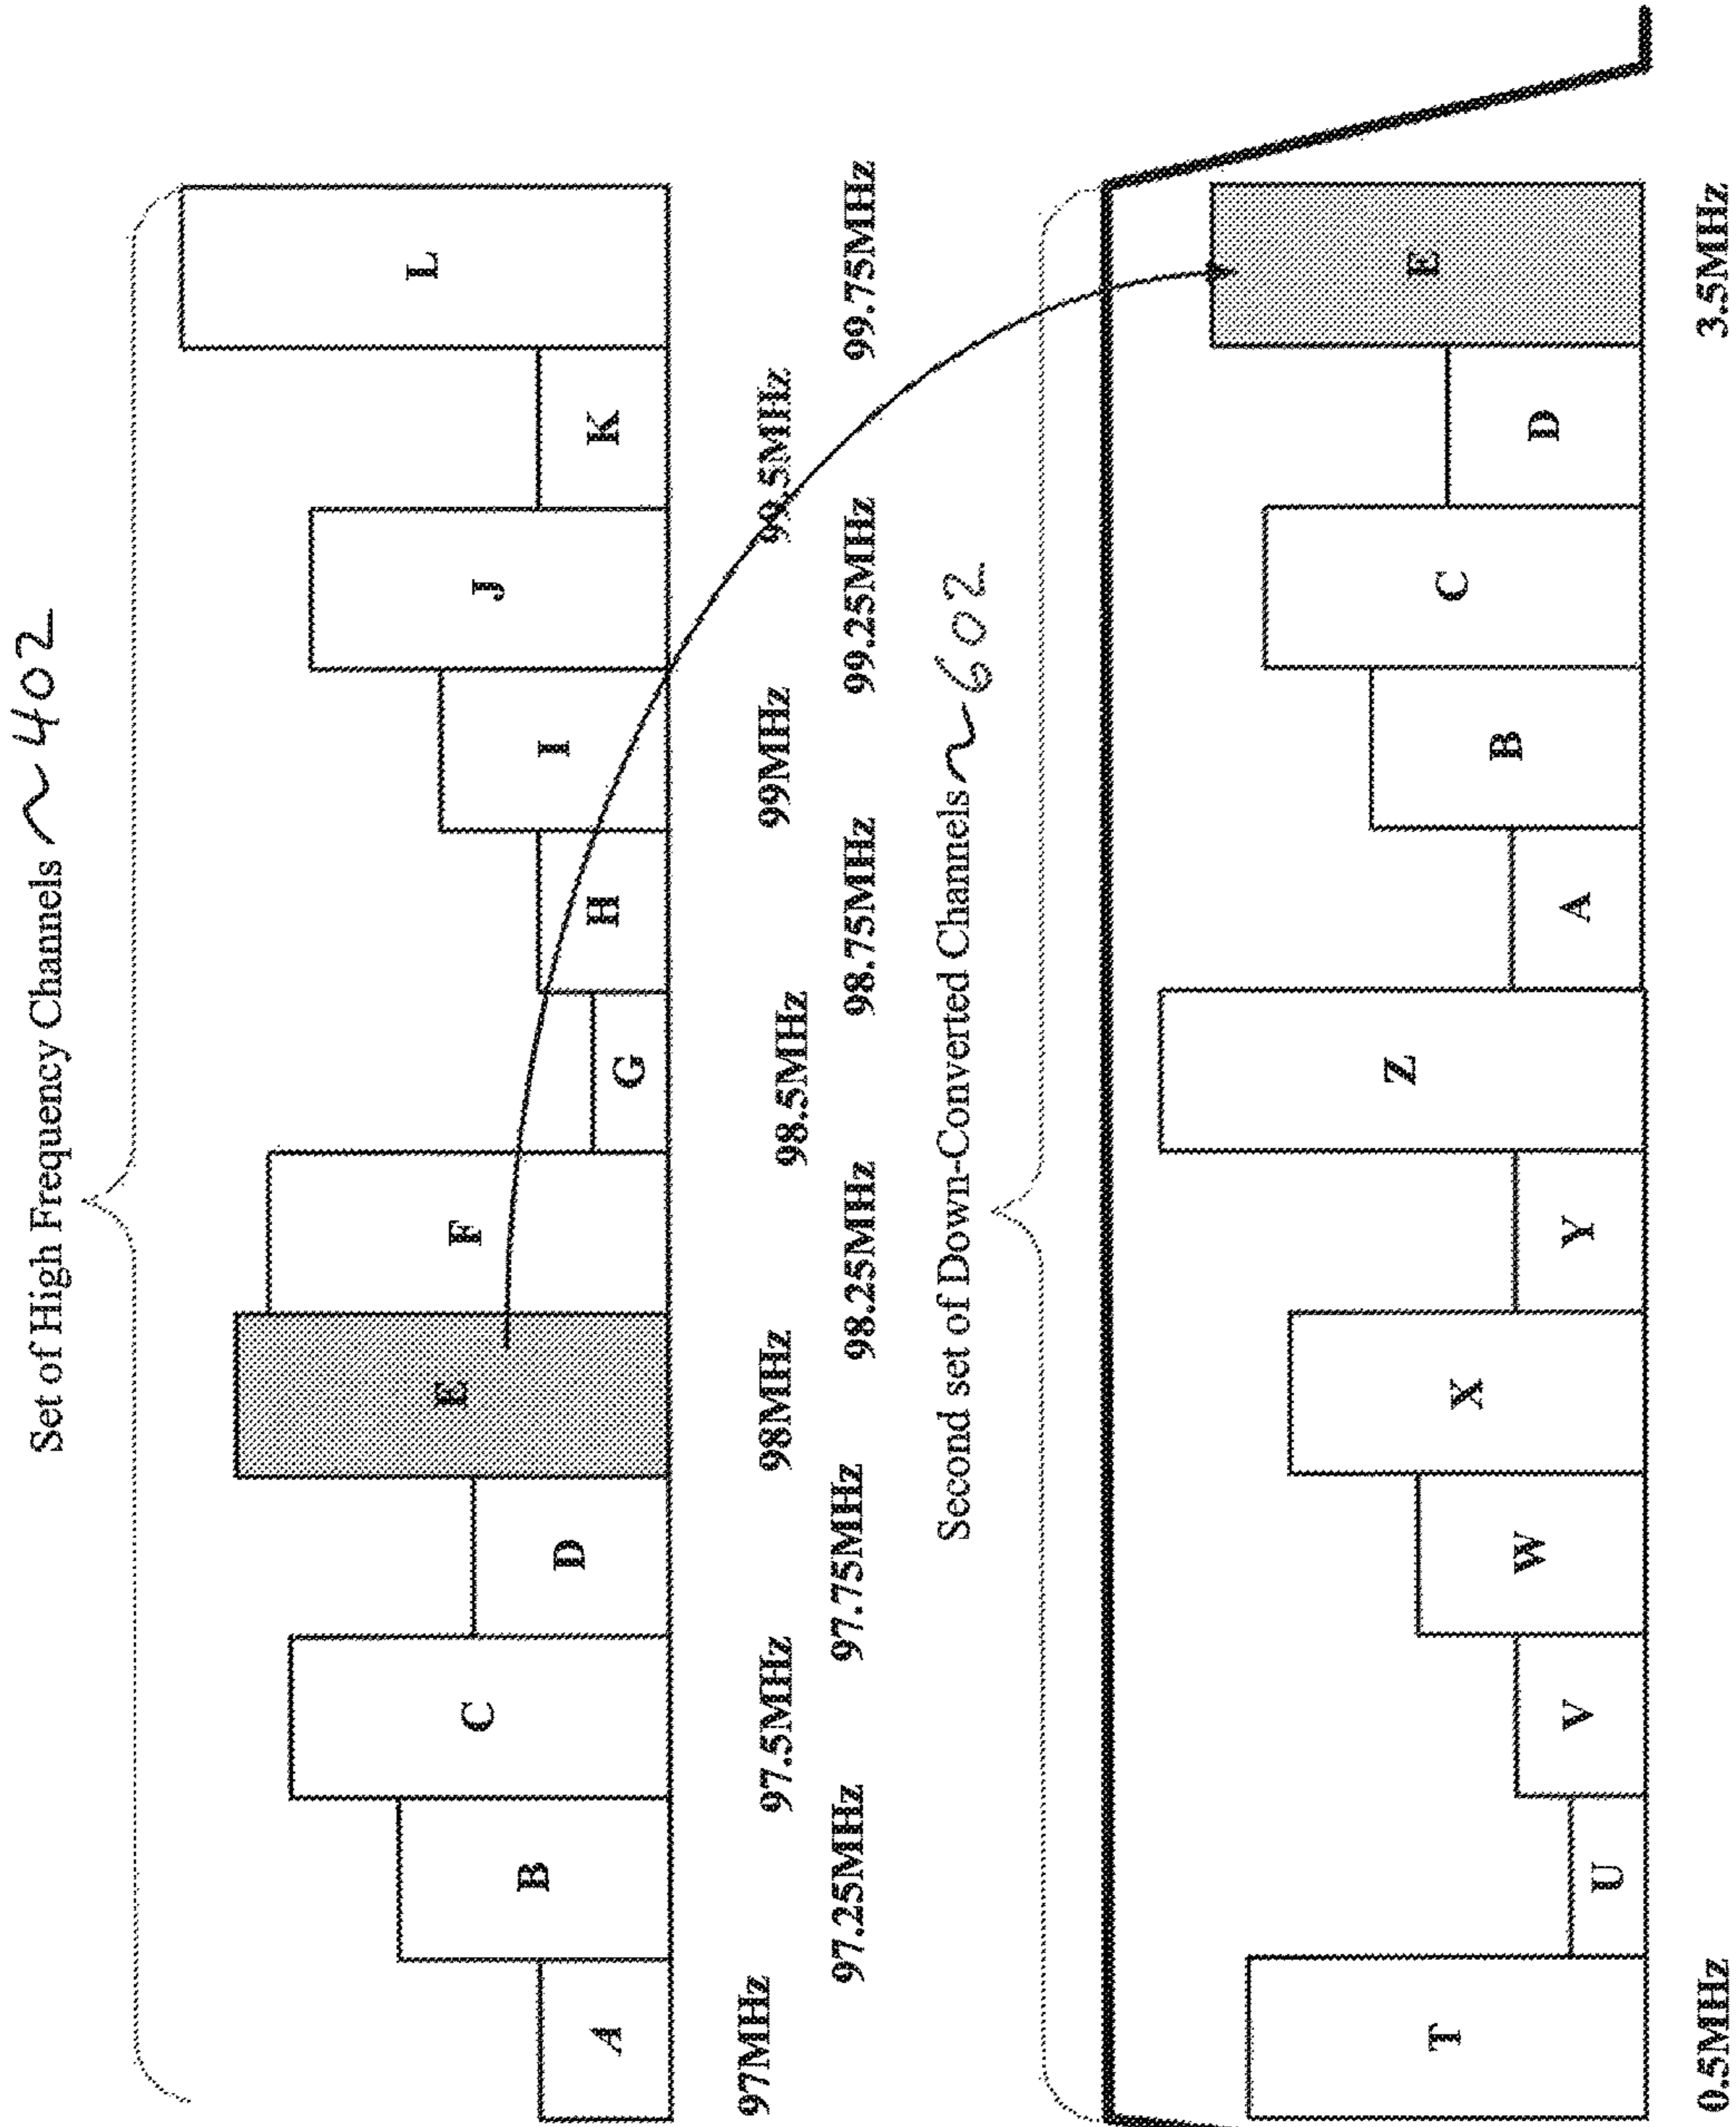 Set of High Frequency Channels ~ 402
A
B
C
D
E
F
G
H
I
J
K
L
97MHz
97.25MHz
97.5MHz
97.75MHz
98MHz
98.25MHz
98.5MHz
98.75MHz
99MHz
99.25MHz
99.5MHz
99.75MHz
Second set of Down-Converted Channels ~ 602
T
U
V
W
X
Y
Z
A
B
C
D
E
0.5MHz
3.5MHz